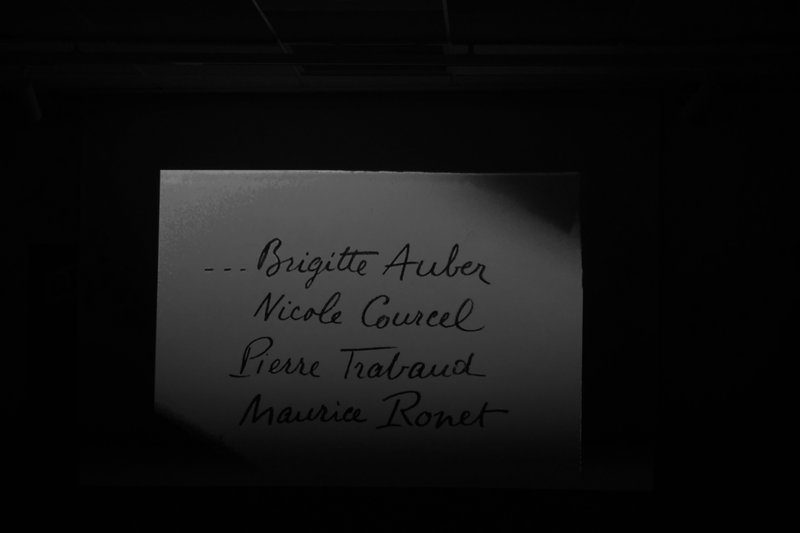 --- Brigitte Auber
Nicole Courcel
Pierre Trabaud
Maurice Ronet